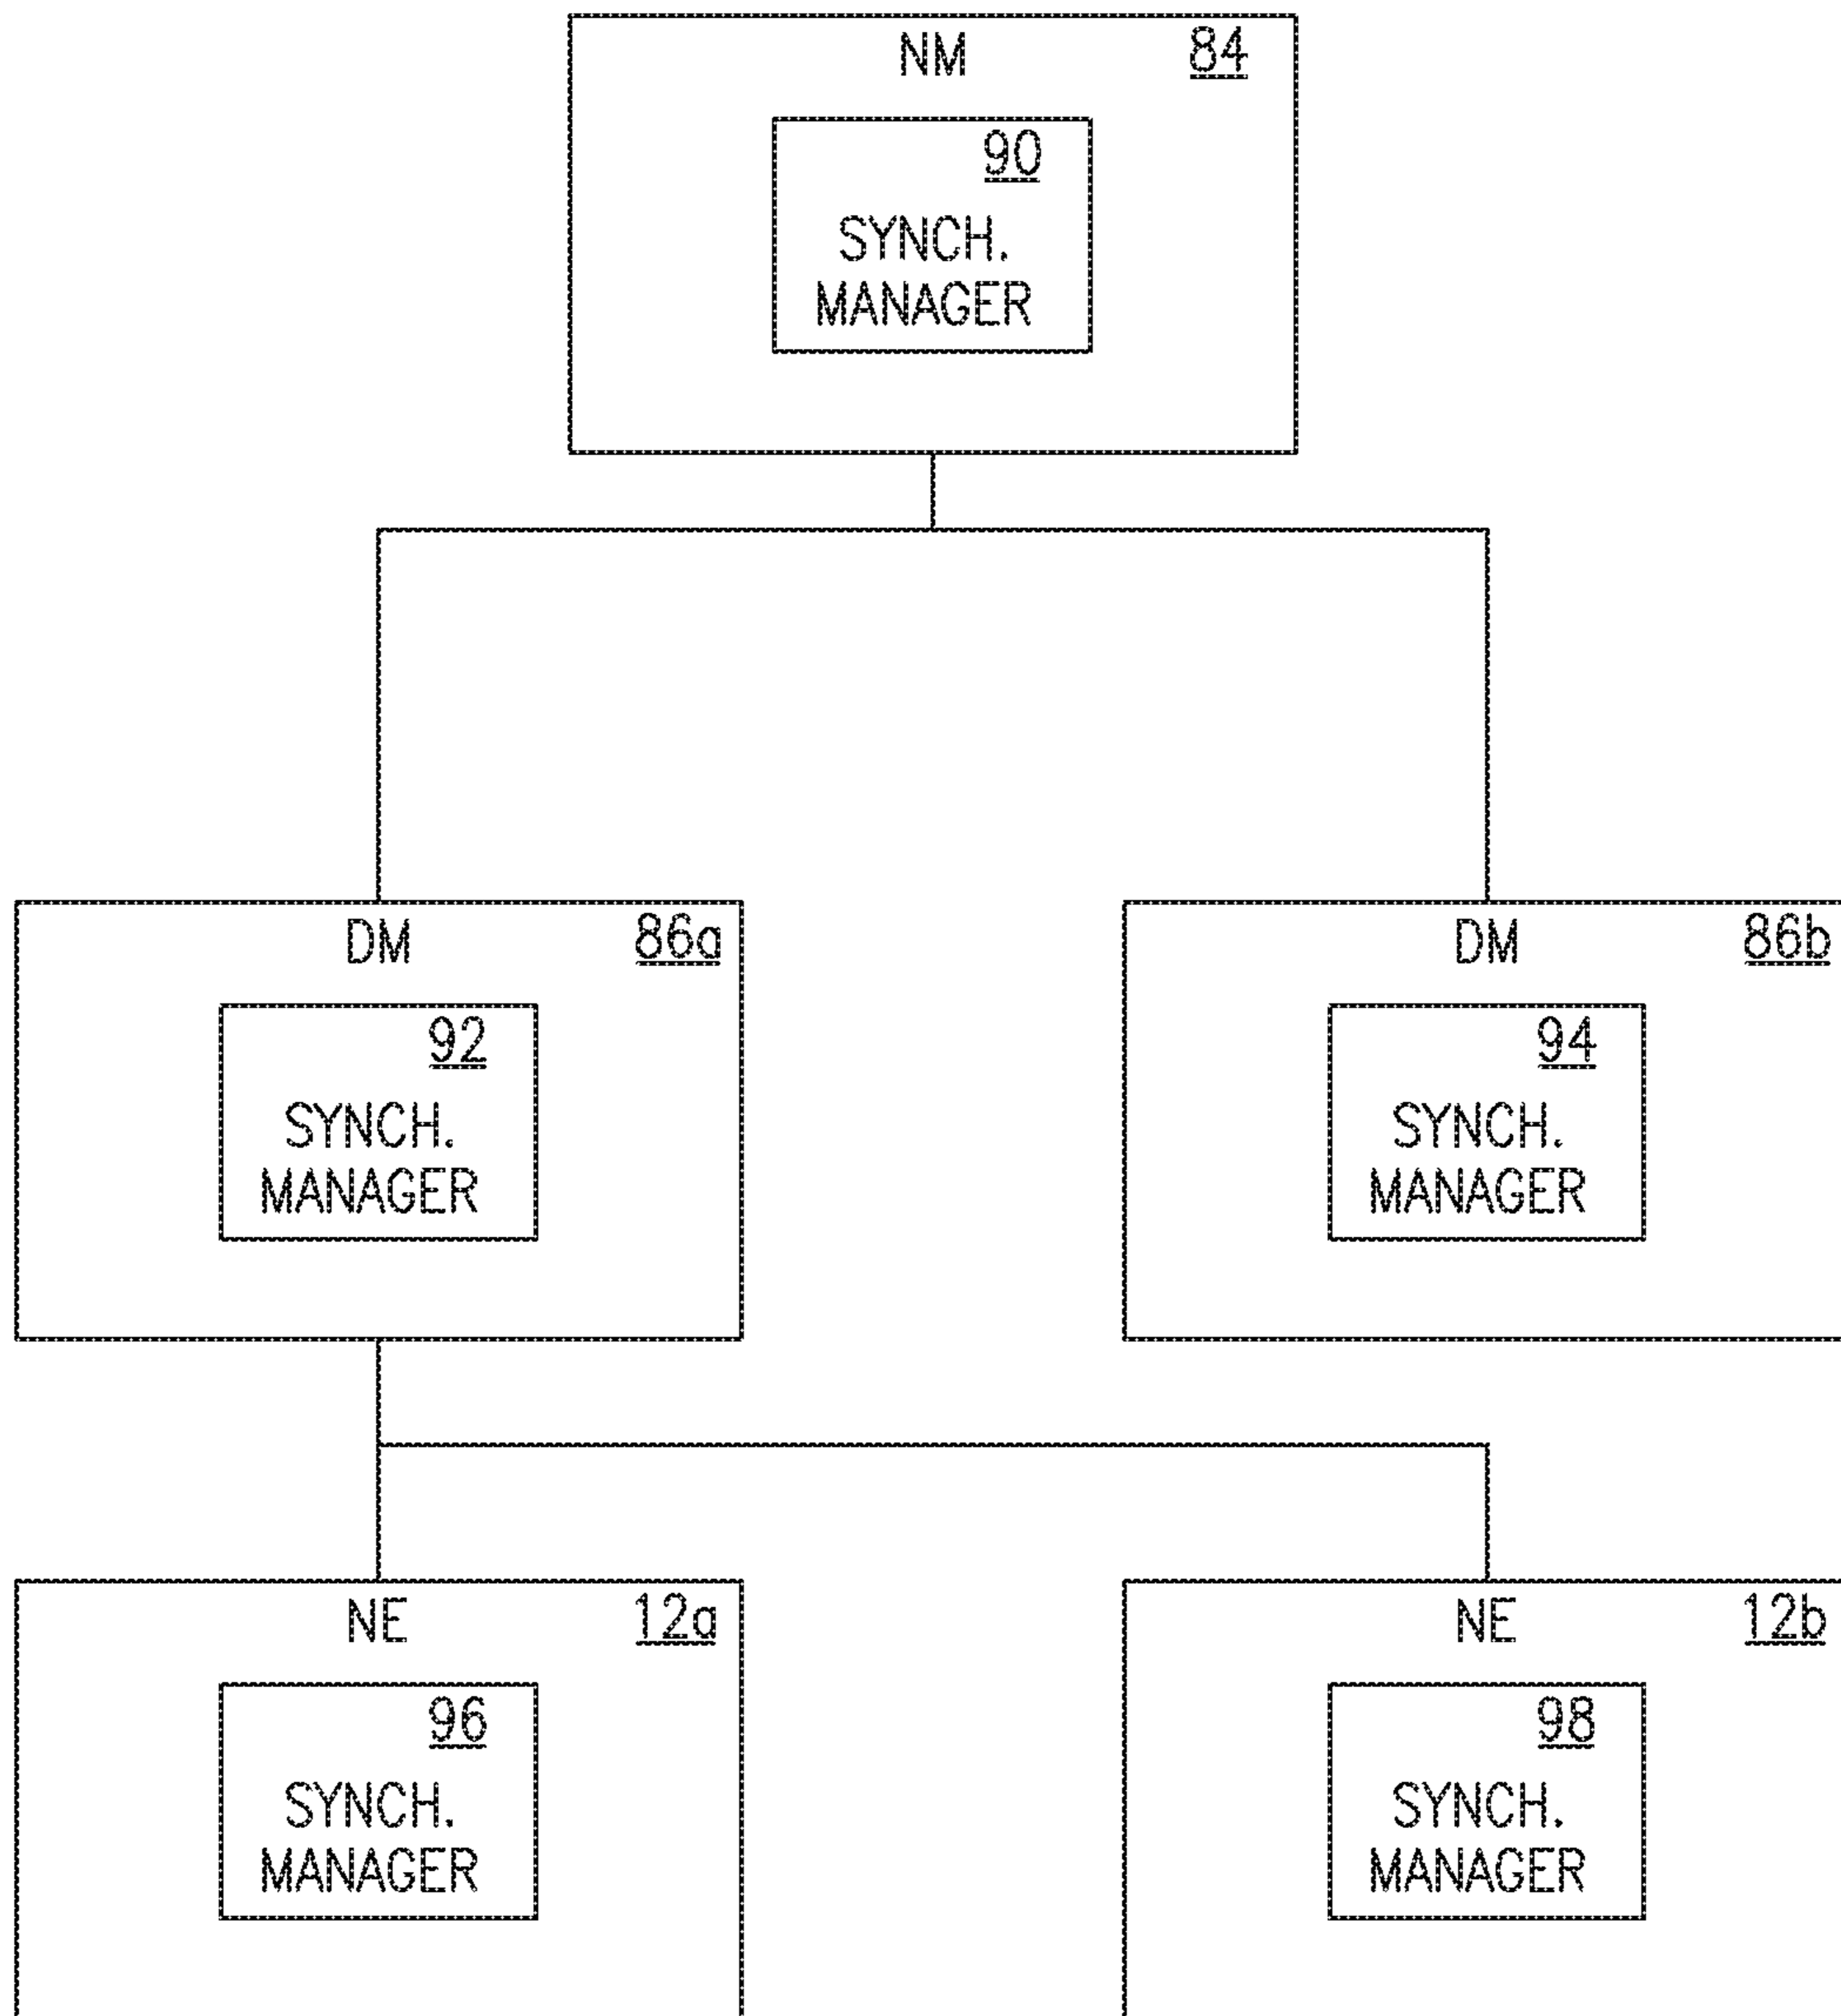 NM 84
90
SYNCH.
MANAGER
DM 86a
92
SYNCH.
MANAGER
DM 86b
94
SYNCH.
MANAGER
NE 12a
96
SYNCH.
MANAGER
NE 12b
98
SYNCH.
MANAGER